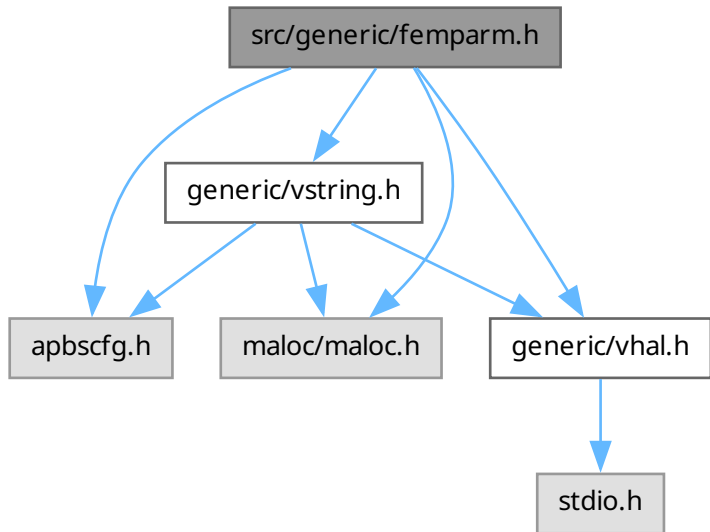 src/generic/femparm.h
generic/vstring.h
apbscfg.h
maloc/maloc.h
generic/vhal.h
stdio.h